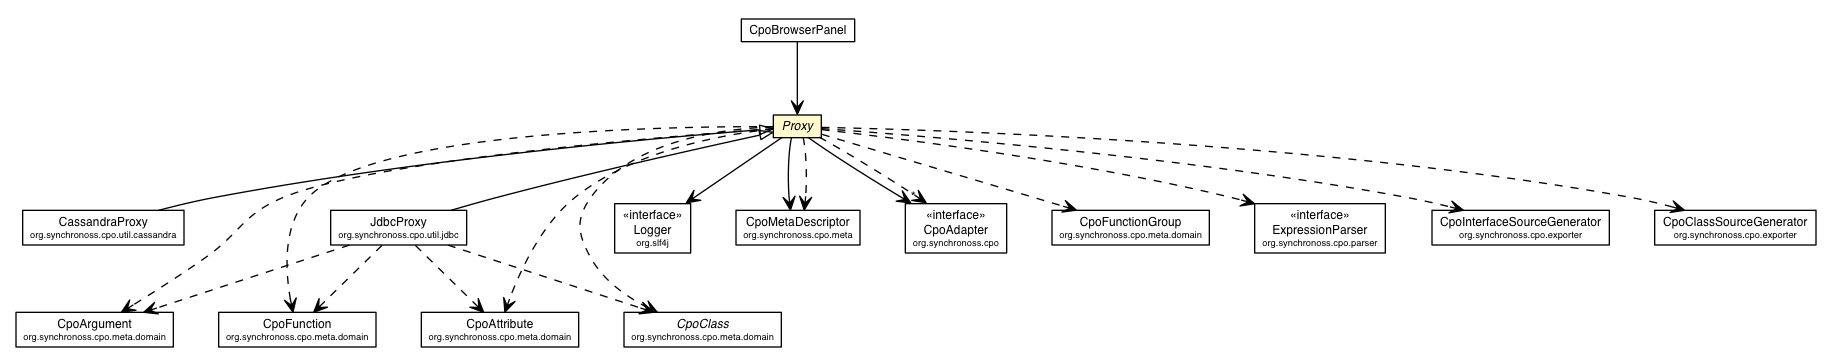 CpoBrowserPanel
Proxy
CassandraProxy
org.synchronoss.cpo.util.cassandra
JdbcProxy
org.synchronoss.cpo.util.jdbc
«interface»
Logger
org.slf4j
CpoMetaDescriptor
org.synchronoss.cpo.meta
*
«interface»
CpoAdapter
org.synchronoss.cpo
CpoFunctionGroup
org.synchronoss.cpo.meta.domain
«interface»
ExpressionParser
org.synchronoss.cpo.parser
CpoInterfaceSourceGenerator
org.synchronoss.cpo.exporter
CpoClassSourceGenerator
org.synchronoss.cpo.exporter
CpoArgument
org.synchronoss.cpo.meta.domain
CpoFunction
org.synchronoss.cpo.meta.domain
CpoAttribute
org.synchronoss.cpo.meta.domain
CpoClass
org.synchronoss.cpo.meta.domain